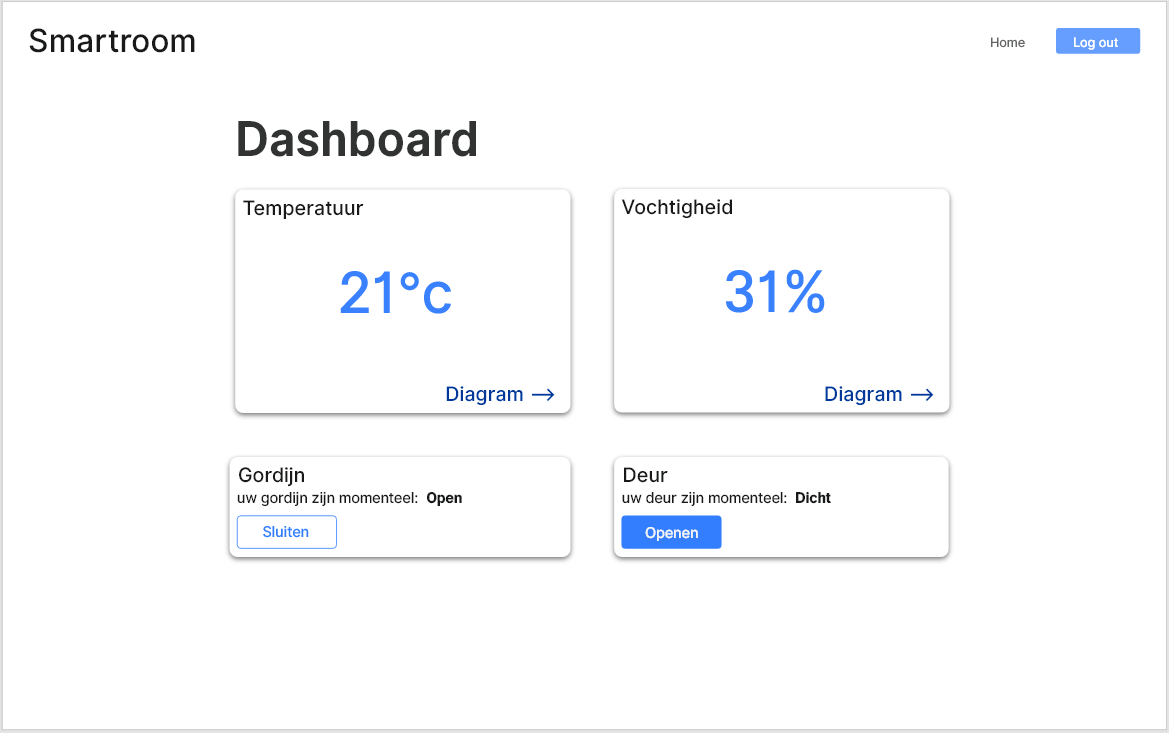 Smartroom
Home
Log out
Dashboard
Temperatuur
21°c
Diagram →
Vochtigheid
31%
Diagram →
Gordijn
uw gordijn zijn momenteel: Open
Sluiten
Deur
uw deur zijn momenteel: Dicht
Openen